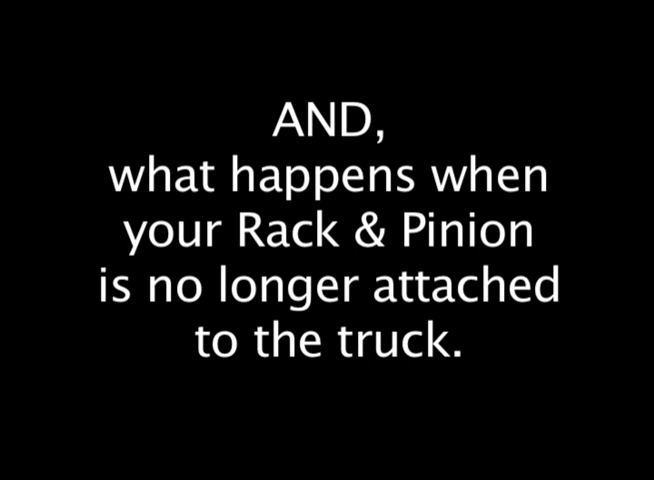 AND,
what happens when
your Rack & Pinion
is no longer attached
to the truck.